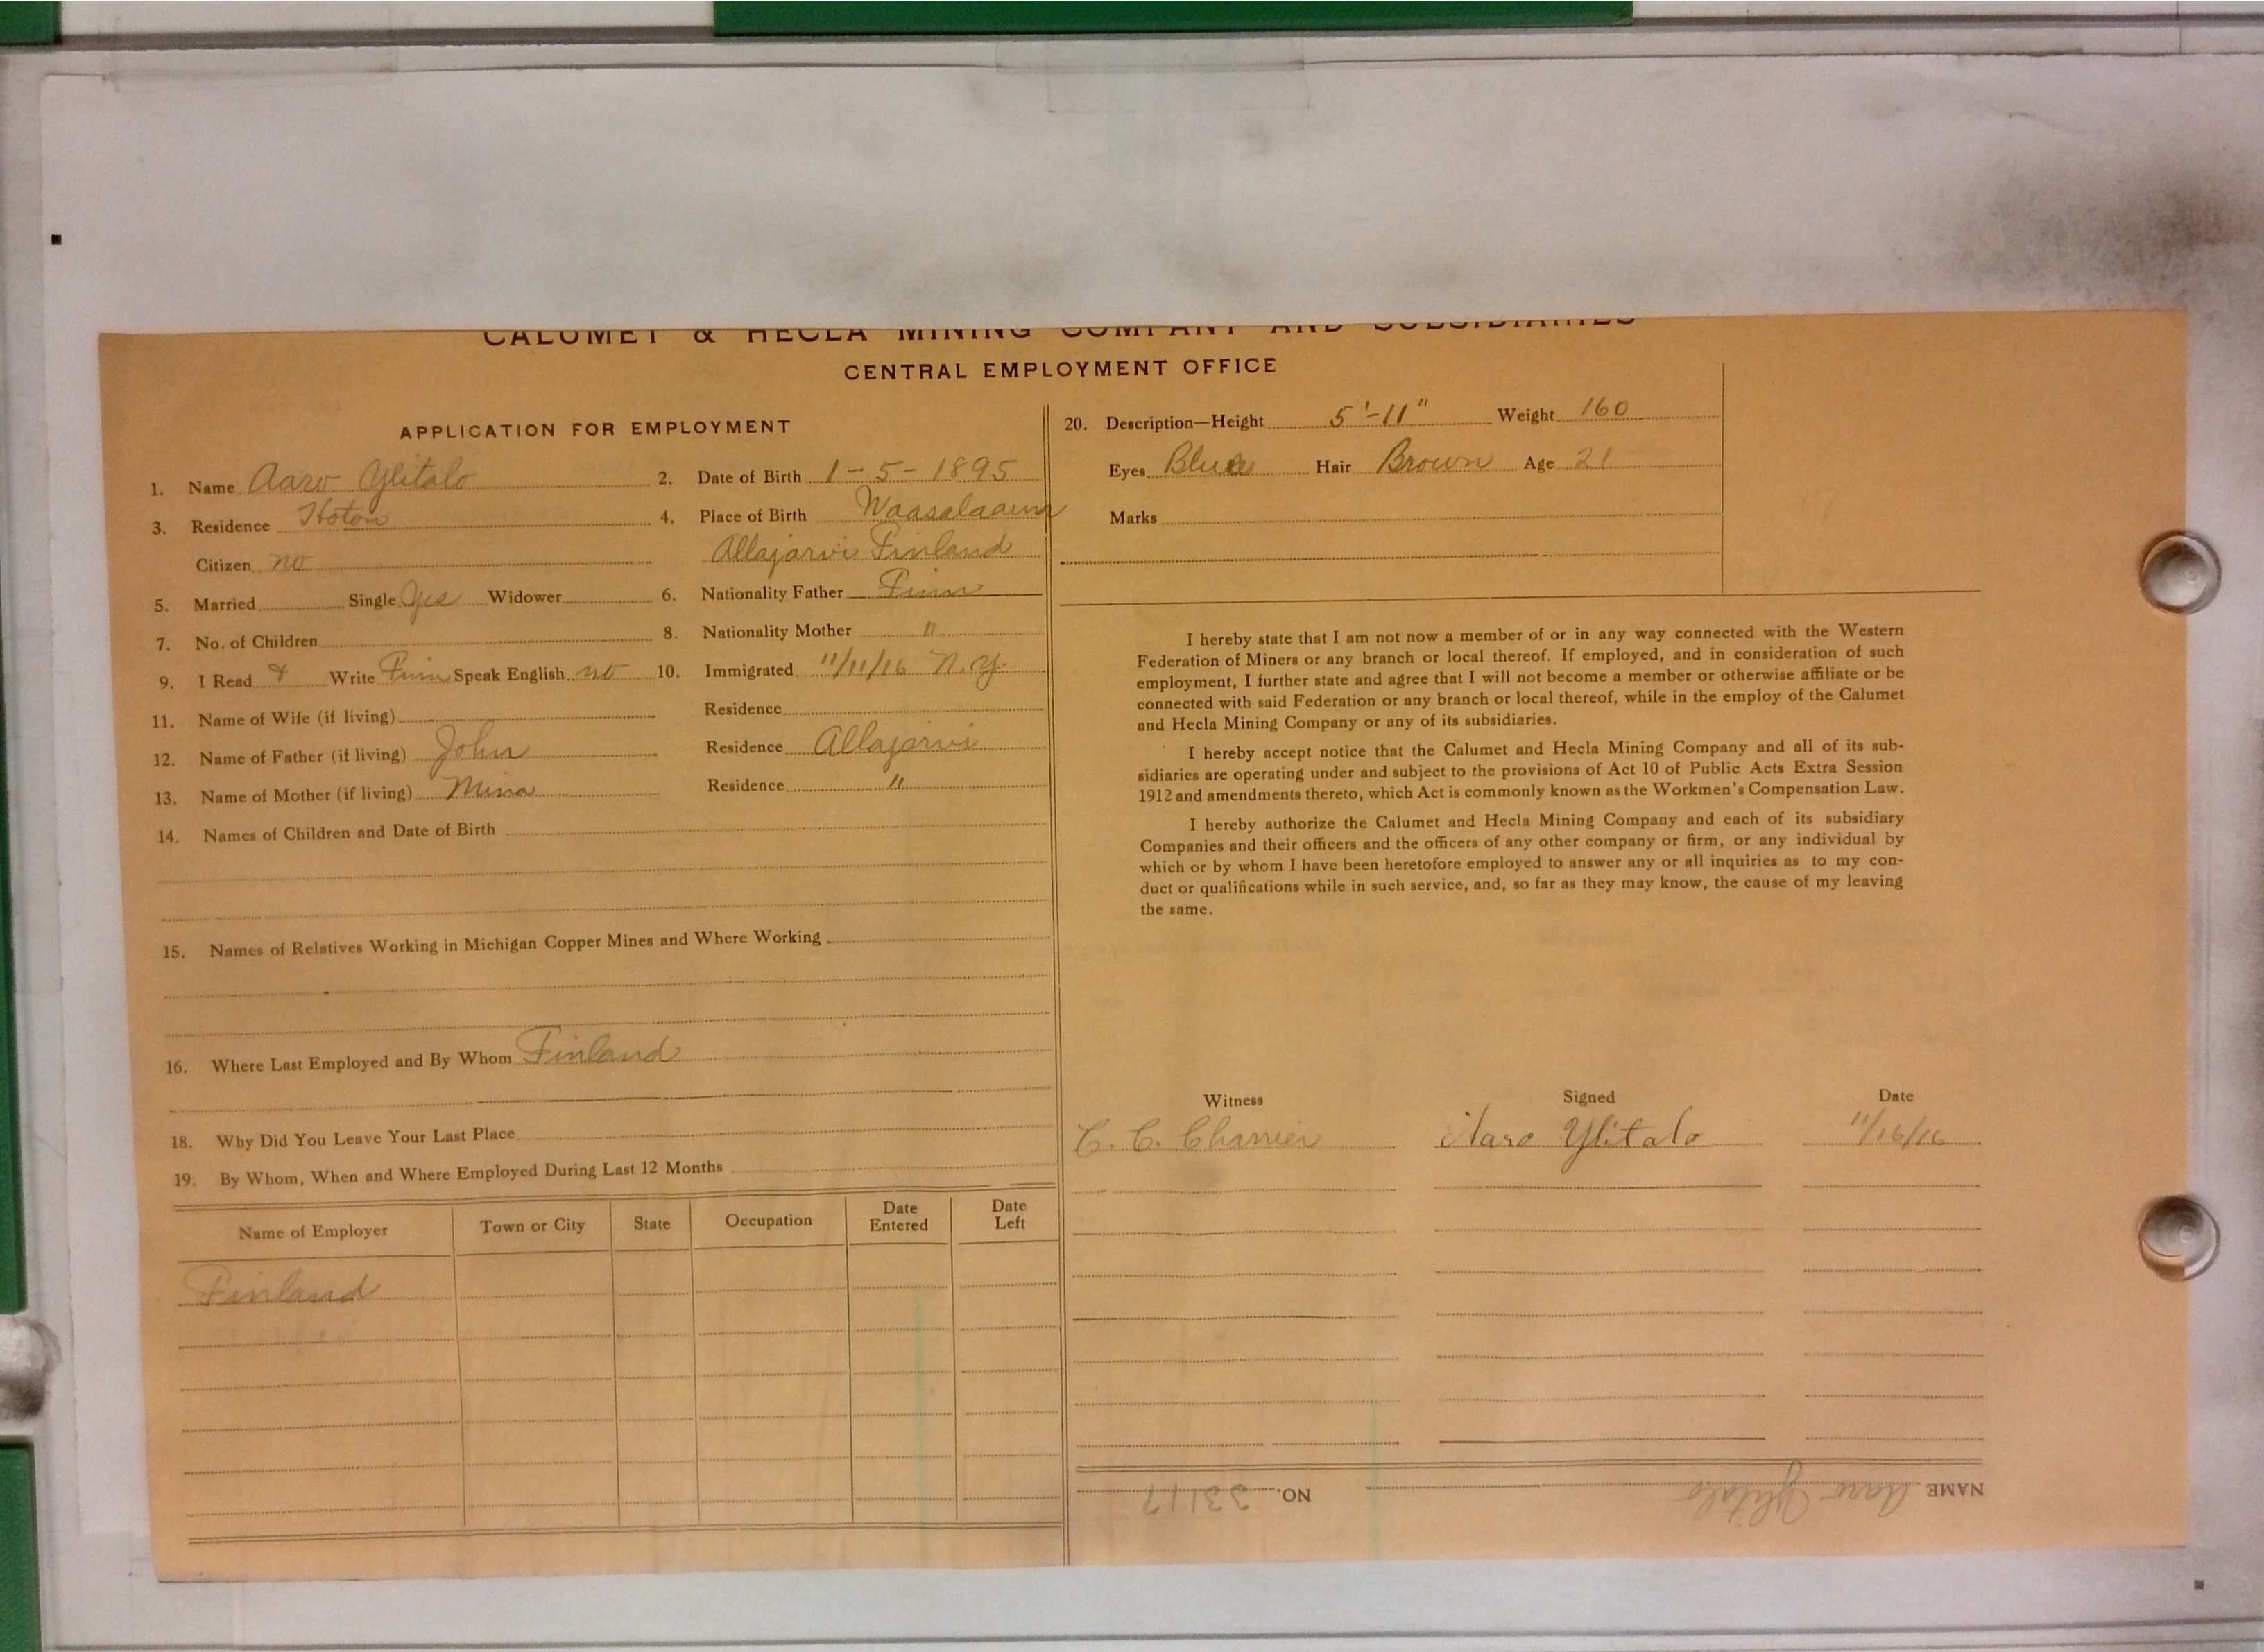 CALUMET & HECLA MINING COMPANY AND SUBSIDIARIES
CENTRAL EMPLOYMENT OFFICE
APPLICATION FOR EMPLOYMENT
1. Name Aaro Ylitalo
2. Date of Birth 1-5-1895
3. Residence Hoton
4. Place of Birth Waasalaann
Citizen no
Allajarvi Finland
5. Married Single Yes Widower
6. Nationality Father Finn
7. No. of Children
8. Nationality Mother "
9. I Read & Write Finn Speak English no
10. Immigrated 11/11/16 N.Y.
11. Name of Wife (if living)
Residence
12. Name of Father (if living) John
Residence Allajarvi
13. Name of Mother (if living) Mina
Residence "
14. Names of Children and Date of Birth
15. Names of Relatives Working in Michigan Copper Mines and Where Working
16. Where Last Employed and By Whom Finland
18. Why Did You Leave Your Last Place
19. By Whom, When and Where Employed During Last 12 Months
Name of Employer Town or City State Occupation Date Entered Date Left
Finland
20. Description—Height 5'-11" Weight 160
Eyes Blue Hair Brown Age 21
Marks
I hereby state that I am not now a member of or in any way connected with the Western
Federation of Miners or any branch or local thereof. If employed, and in consideration of such
employment, I further state and agree that I will not become a member or otherwise affiliate or be
connected with said Federation or any branch or local thereof, while in the employ of the Calumet
and Hecla Mining Company or any of its subsidiaries.
I hereby accept notice that the Calumet and Hecla Mining Company and all of its sub-
sidiaries are operating under and subject to the provisions of Act 10 of Public Acts Extra Session
1912 and amendments thereto, which Act is commonly known as the Workmen's Compensation Law.
I hereby authorize the Calumet and Hecla Mining Company and each of its subsidiary
Companies and their officers and the officers of any other company or firm, or any individual by
which or by whom I have been heretofore employed to answer any or all inquiries as to my con-
duct or qualifications while in such service, and, so far as they may know, the cause of my leaving
the same.
Witness Signed Date
C. C. Charrier Aaro Ylitalo 11/16/16
NAME Aaro Ylitalo NO. 33117